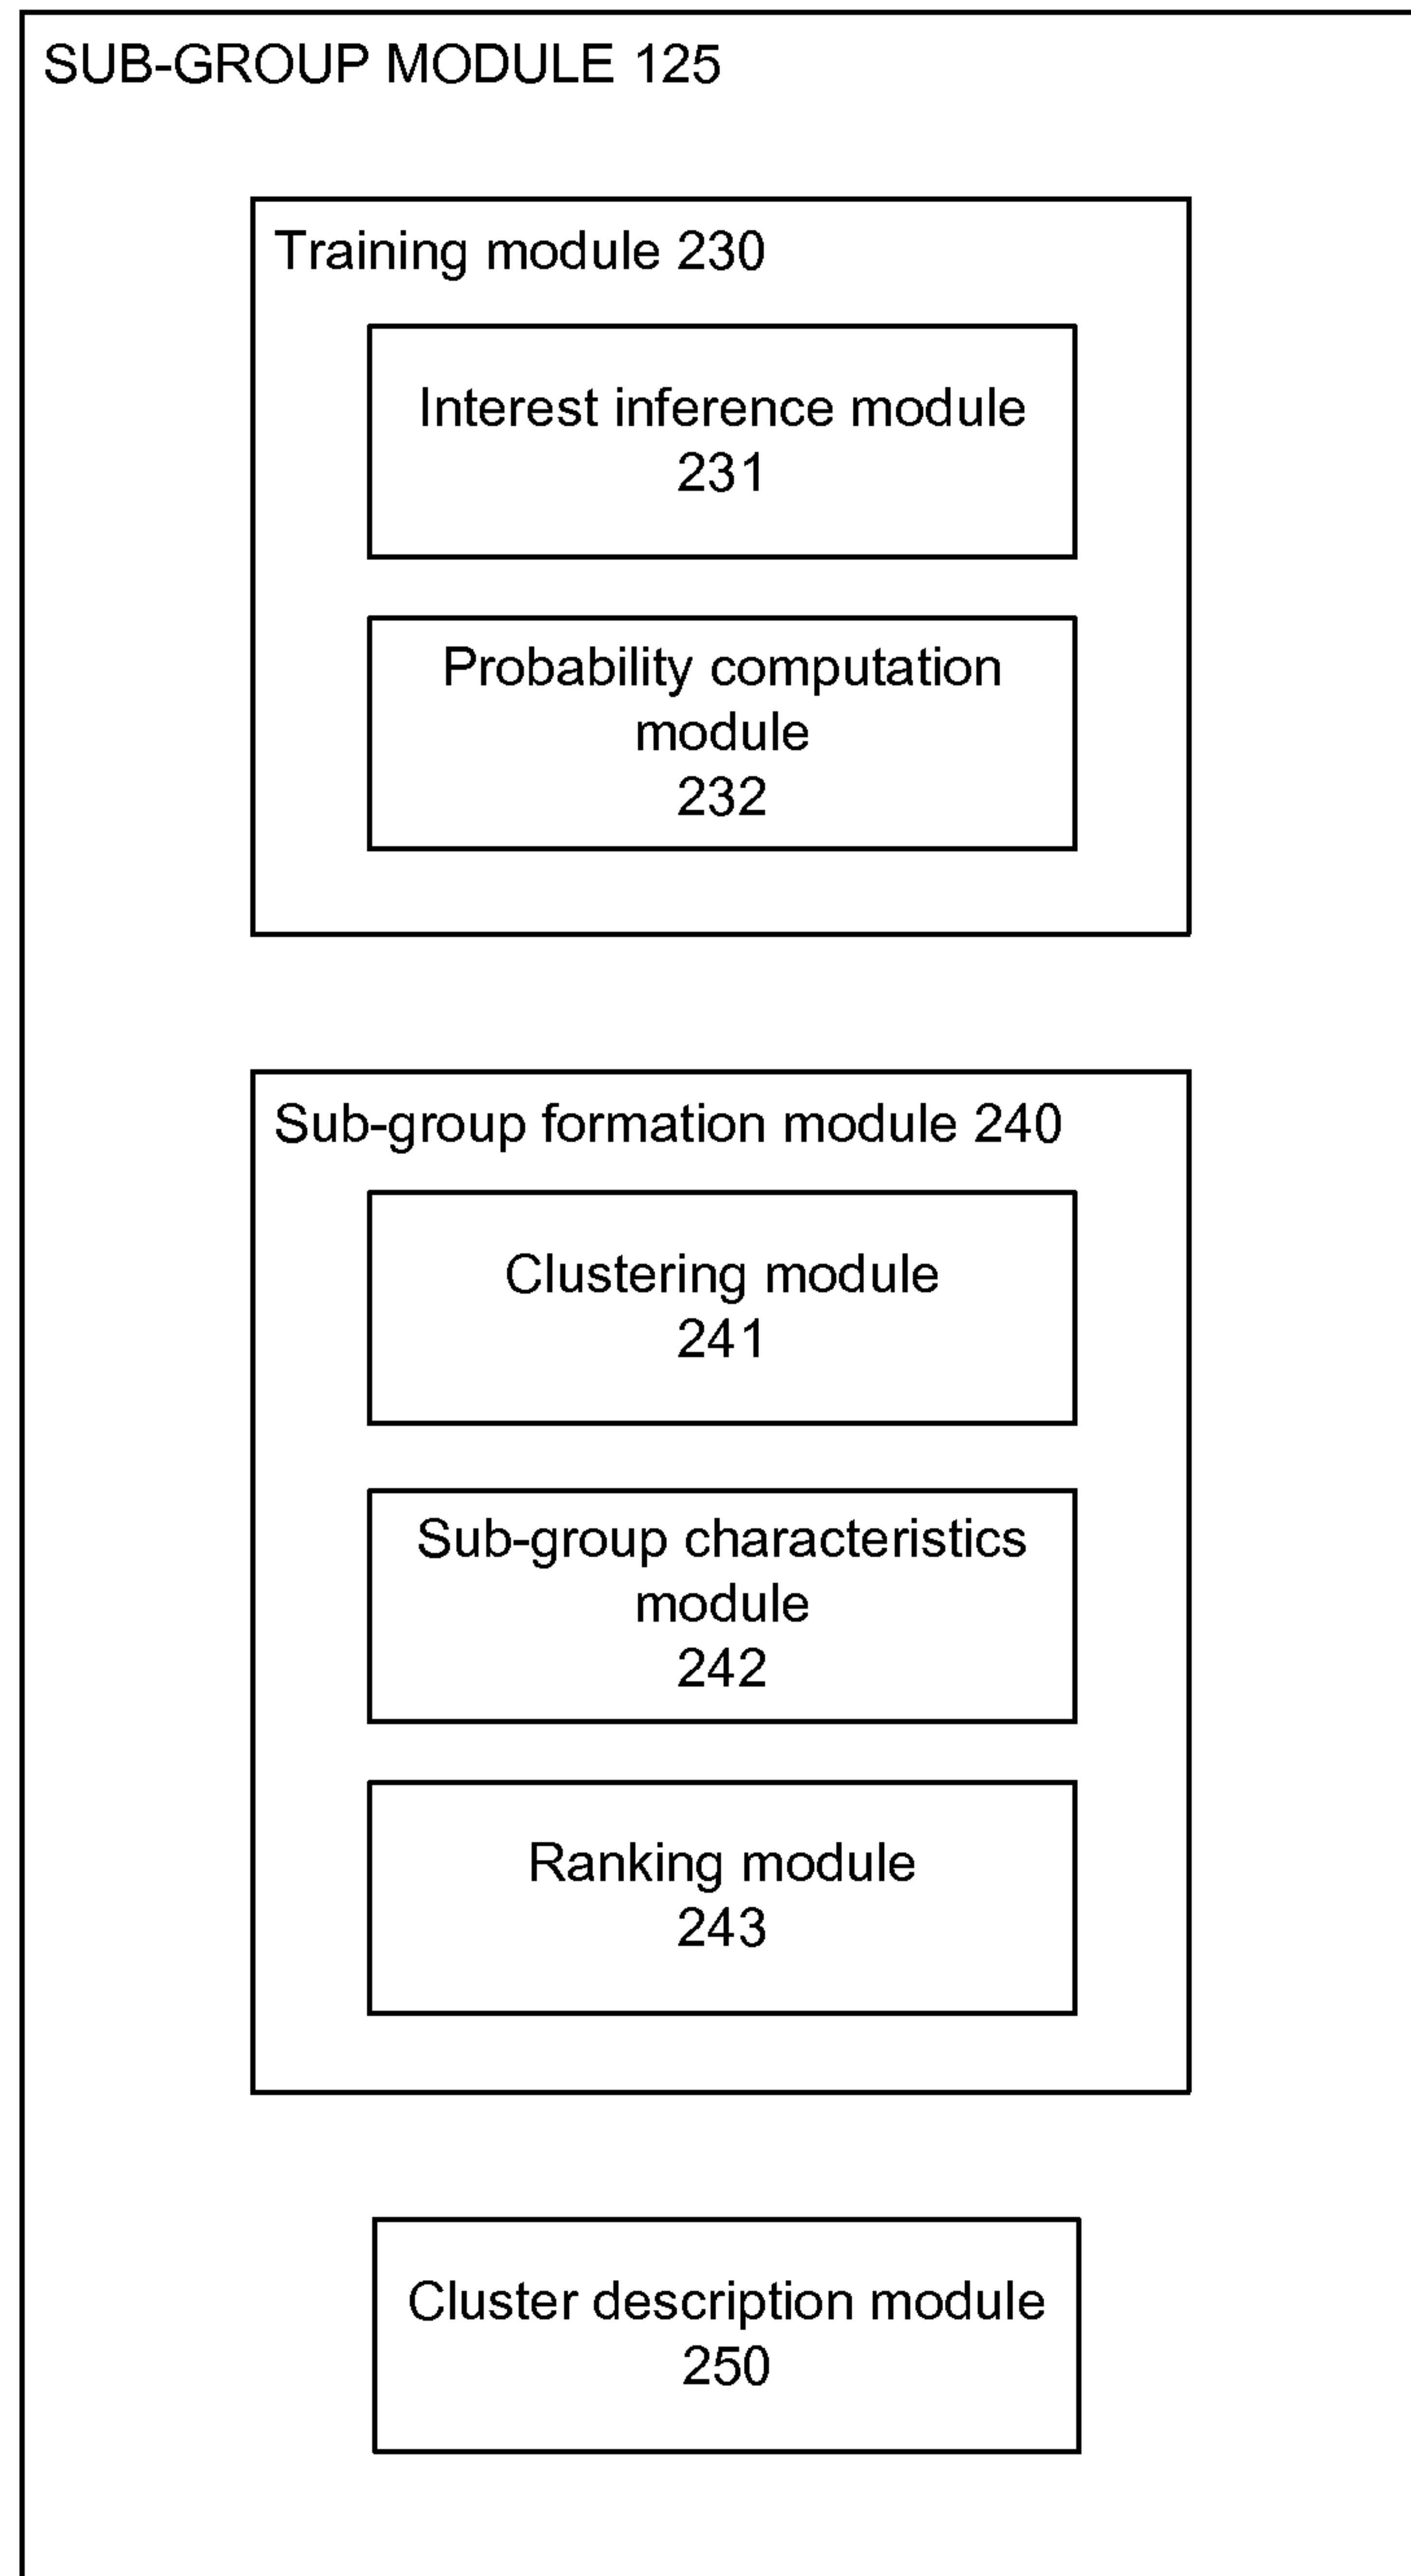 SUB-GROUP MODULE 125
Training module 230
Interest inference module
231
Probability computation
module
232
Sub-group formation module 240
Clustering module
241
Sub-group characteristics
module
242
Ranking module
243
Cluster description module
250